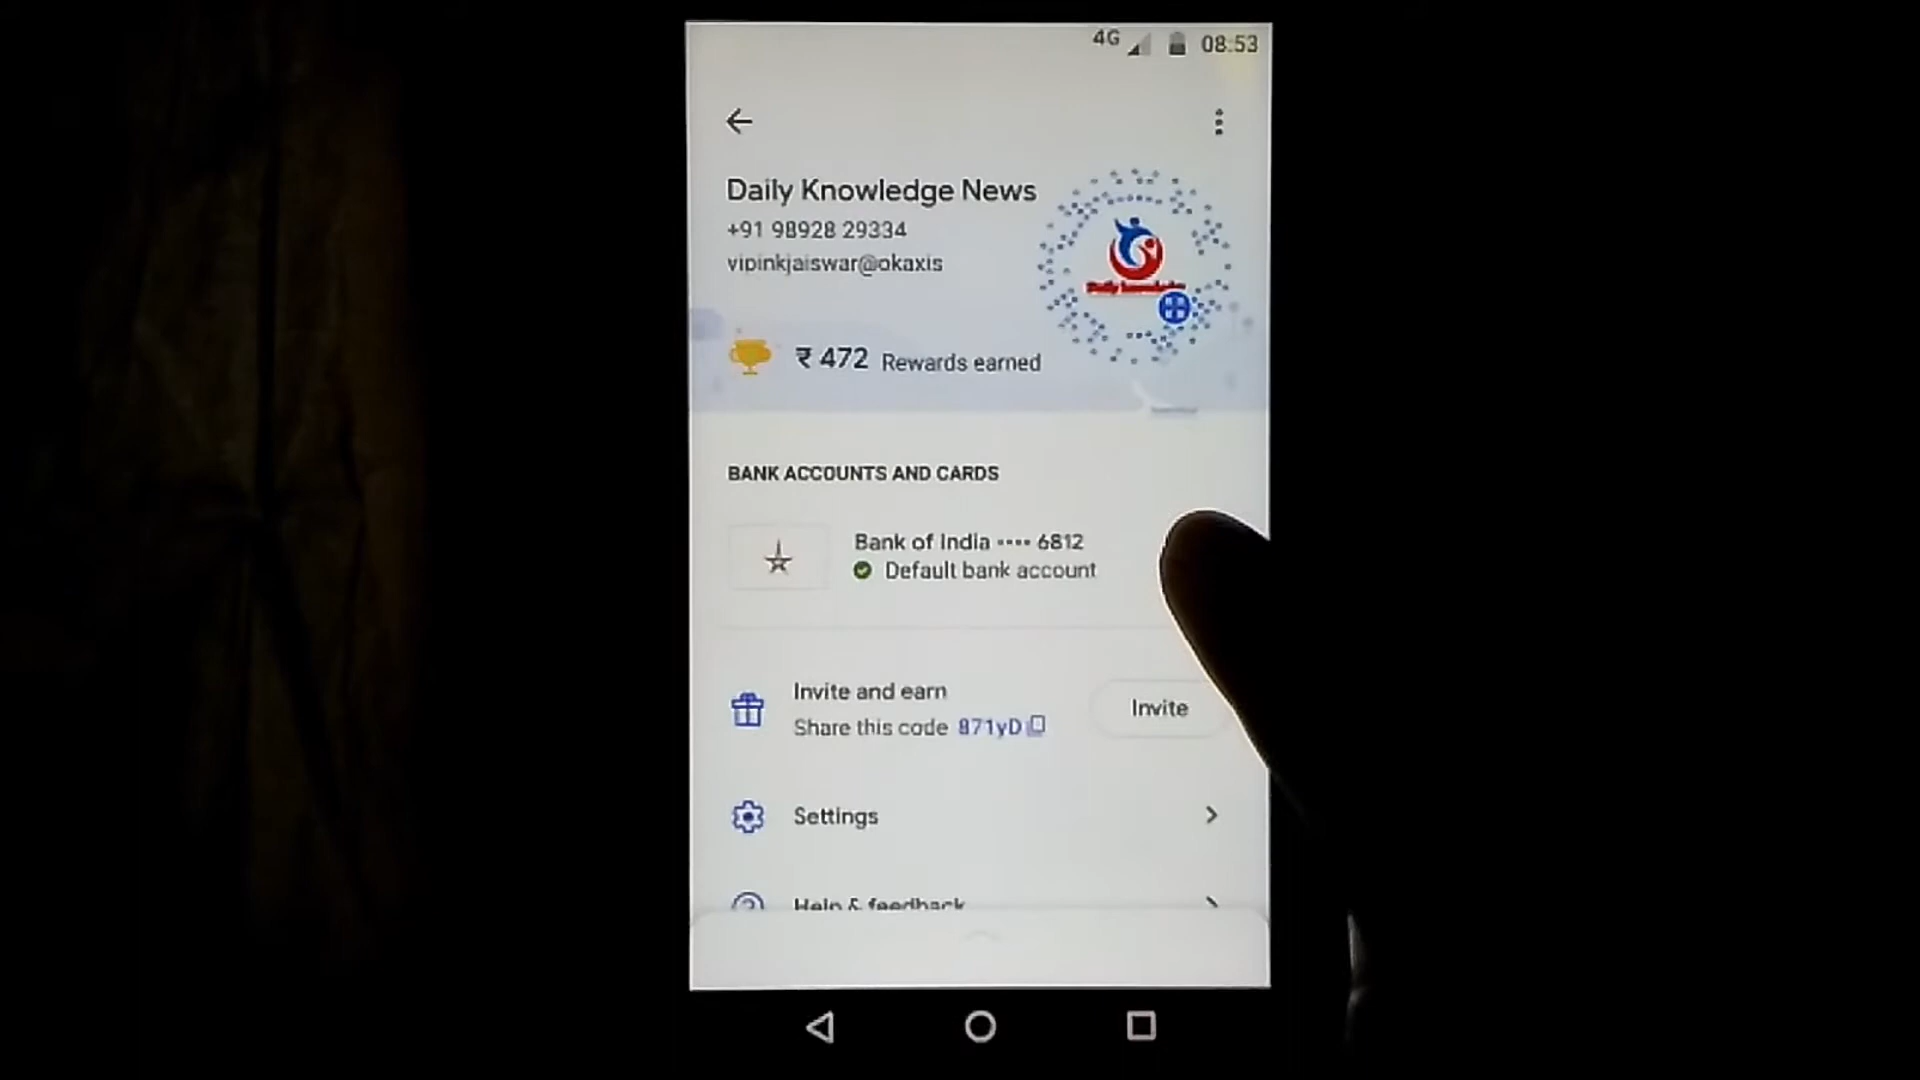 4G 08:53
Daily Knowledge News
+91 98928 29334
vipinkjaiswar@okaxis
₹ 472 Rewards earned
BANK ACCOUNTS AND CARDS
Bank of India ···· 6812
Default bank account
Invite and earn
Share this code 871yD
Invite
Settings
Help & feedback